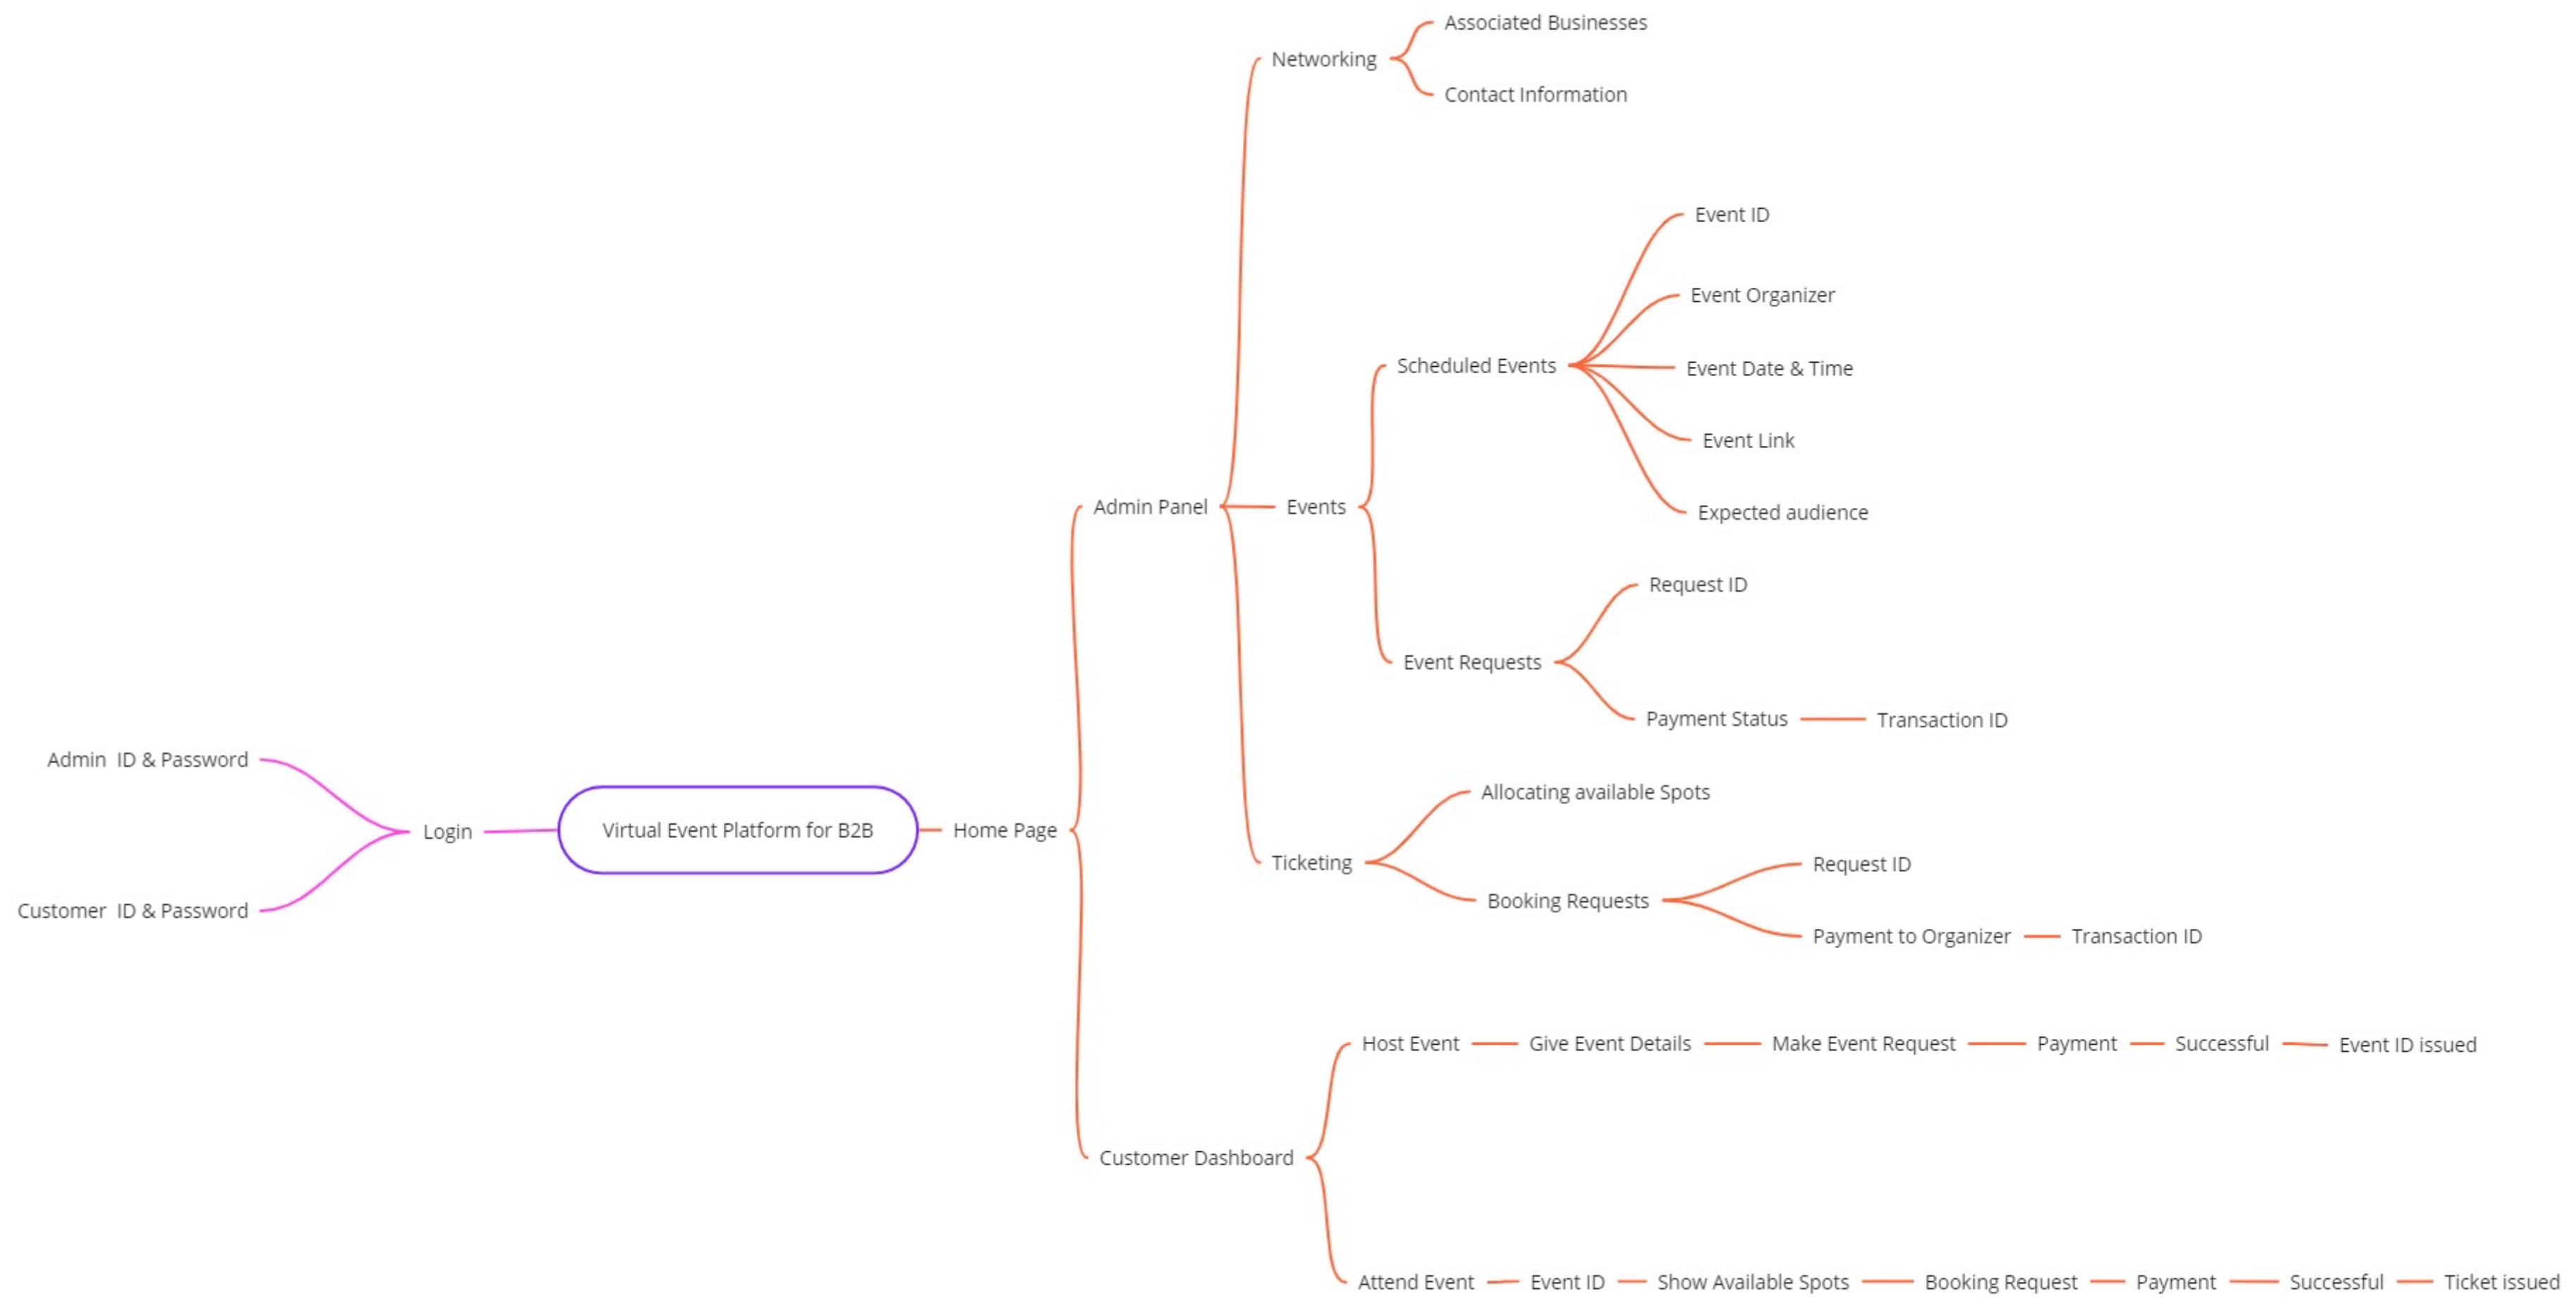 Associated Businesses
Networking
Contact Information
Event ID
Event Organizer
Scheduled Events
Event Date & Time
Event Link
Admin Panel
Events
Expected audience
Request ID
Event Requests
Payment Status
Transaction ID
Admin  ID & Password
Allocating available Spots
Login
Virtual Event Platform for B2B
Home Page
Ticketing
Request ID
Booking Requests
Customer  ID & Password
Payment to Organizer
Transaction ID
Host Event
Give Event Details
Make Event Request
Payment
Successful
Event ID issued
Customer Dashboard
Attend Event
Event ID
Show Available Spots
Booking Request
Payment
Successful
Ticket issued